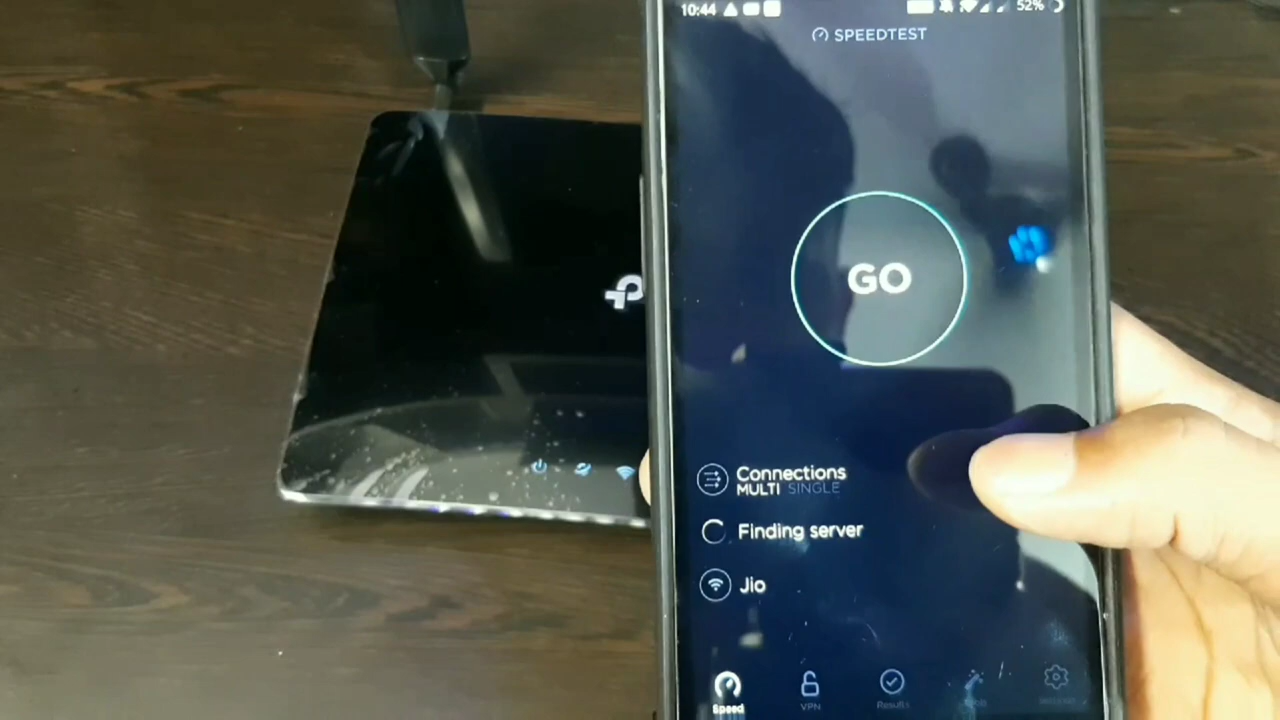 10:44
52%
SPEEDTEST
GO
Connections
MULTI SINGLE
Finding server
Jio
Speed
VPN
Results